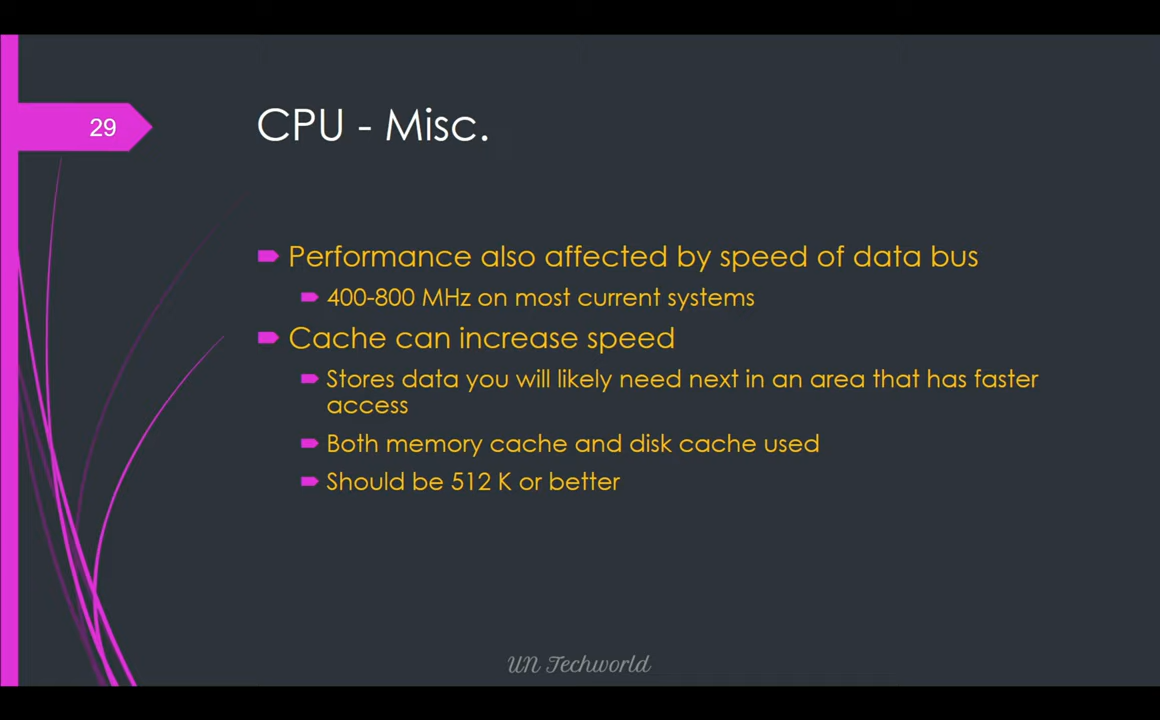 29
CPU - Misc.
Performance also affected by speed of data bus
400-800 MHz on most current systems
Cache can increase speed
Stores data you will likely need next in an area that has faster
access
Both memory cache and disk cache used
Should be 512 K or better
UN Techworld